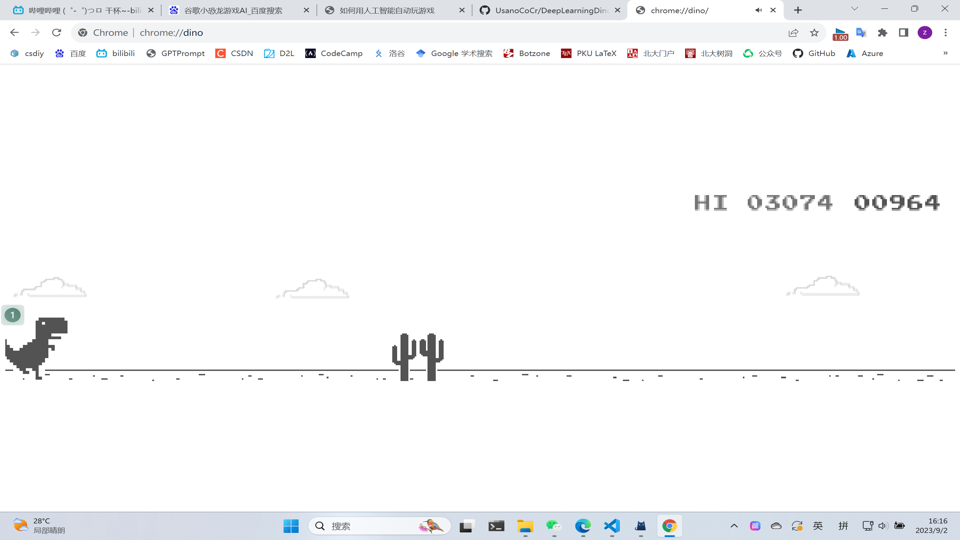 哔哩哔哩 (゜-゜)つロ 干杯~-bili
谷歌小恐龙游戏AI_百度搜索
如何用人工智能自动玩游戏
UsanoCoCr/DeepLearningDin
chrome://dino/
Chrome | chrome://dino
1.00
z
csdiy
百度
bilibili
GPTPrompt
CSDN
D2L
CodeCamp
洛谷
Google 学术搜索
Botzone
PKU LaTeX
北大门户
北大树洞
公众号
GitHub
Azure
»
HI 03074 00964
1
28°C
局部晴朗
搜索
英
拼
16:16
2023/9/2